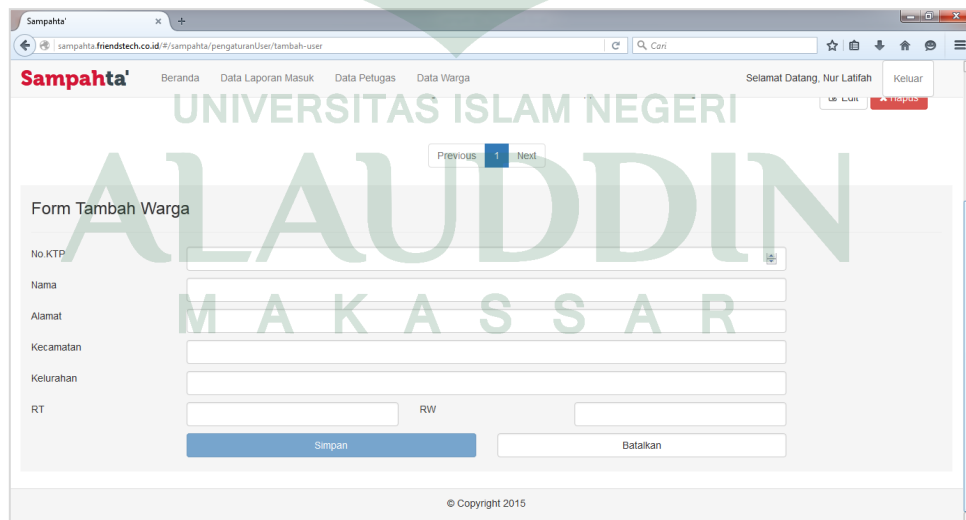 Sampahta' × +
sampahta.friendstech.co.id/#/sampahta/pengaturanUser/tambah-user Cari
Sampahta' Beranda Data Laporan Masuk Data Petugas Data Warga Selamat Datang, Nur Latifah Keluar
Edit × Hapus
UNIVERSITAS ISLAM NEGERI
Previous 1 Next
ALAUDDIN
Form Tambah Warga
No.KTP
Nama
MAKASSAR
Alamat
Kecamatan
Kelurahan
RT RW
Simpan Batalkan
© Copyright 2015